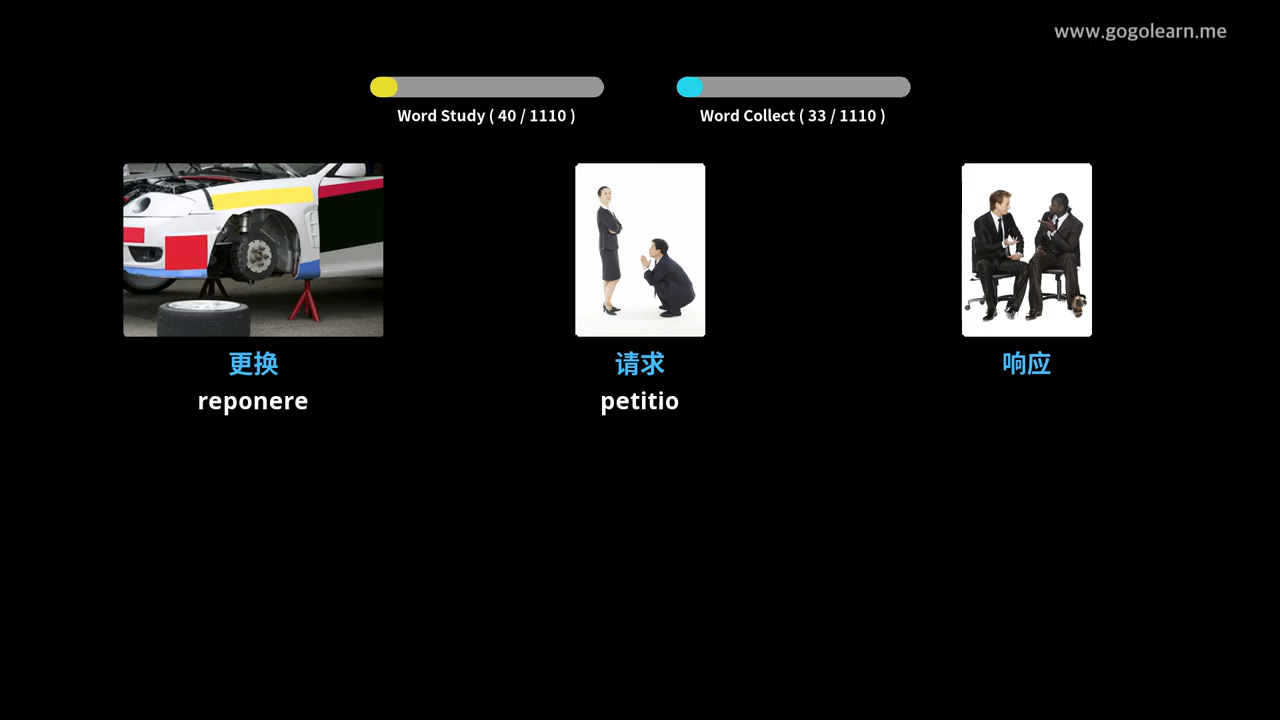 www.gogolearn.me
Word Study ( 40 / 1110 )
Word Collect ( 33 / 1110 )
更换
reponere
请求
petitio
响应